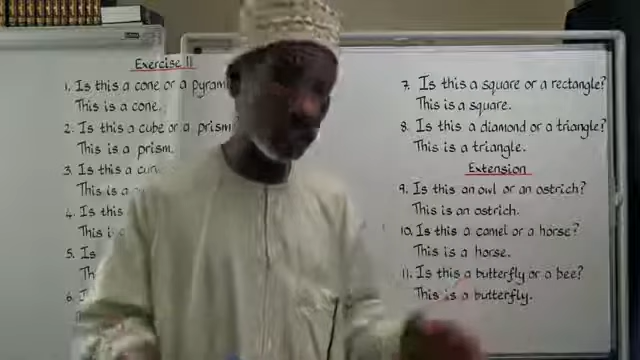 Exercise 11
1. Is this a cone or a
This is a cone.
2. Is this a cube or a prism
This is a prism.
3. Is this a
This is a
4. Is this
This is
5. Is
6.
7. Is this a square or a rectangle?
This is a square.
8. Is this a diamond or a triangle?
This is a triangle.
Extension
9. Is this an owl or an ostrich?
This is an ostrich.
10. Is this a camel or a horse?
This is a horse.
11. Is this a butterfly or a bee?
This is a butterfly.